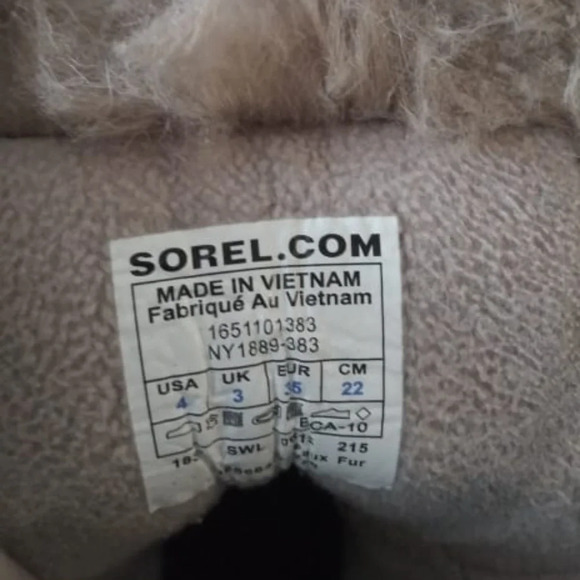 SOREL.COM
MADE IN VIETNAM
Fabriqué Au Vietnam
1651101383
NY1889-383
USA UK EUR CM
4 3 35 22
BCA-10
SWL 215
Fur